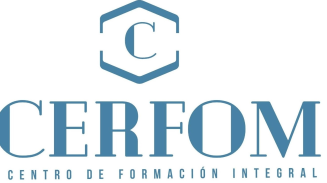 C
CERFOM
CENTRO DE FORMACIÓN INTEGRAL